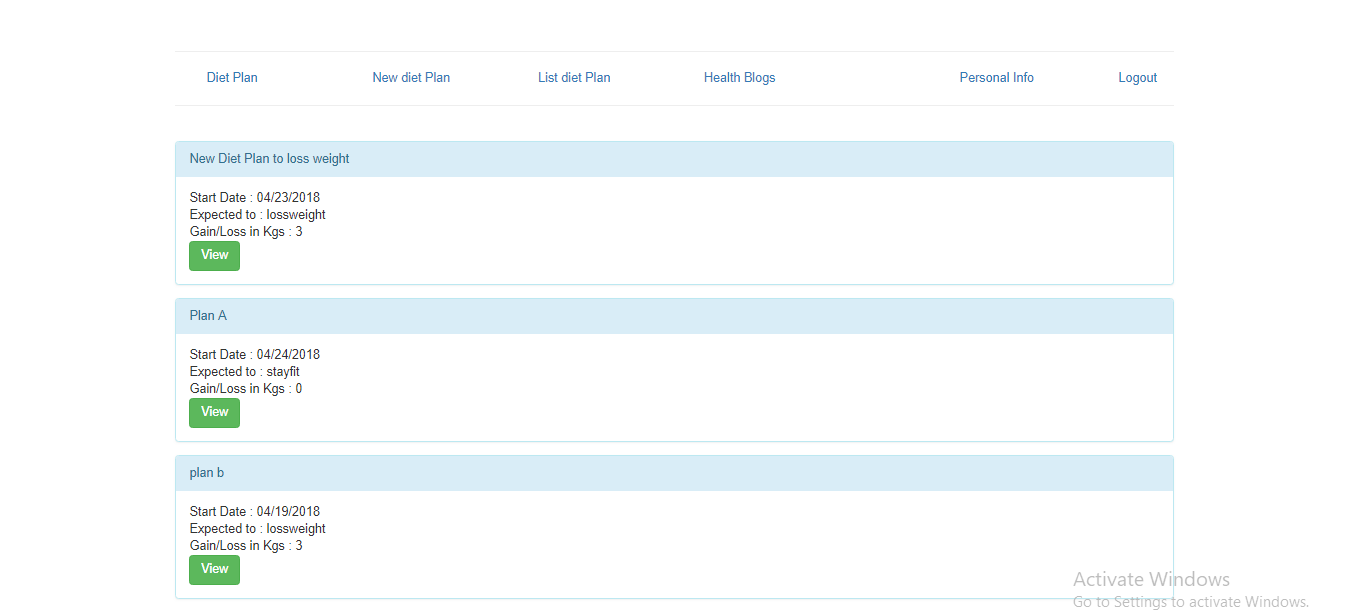 Diet Plan New diet Plan List diet Plan Health Blogs Personal Info Logout
New Diet Plan to loss weight
Start Date : 04/23/2018
Expected to : lossweight
Gain/Loss in Kgs : 3
View
Plan A
Start Date : 04/24/2018
Expected to : stayfit
Gain/Loss in Kgs : 0
View
plan b
Start Date : 04/19/2018
Expected to : lossweight
Gain/Loss in Kgs : 3
View
Activate Windows
Go to Settings to activate Windows.